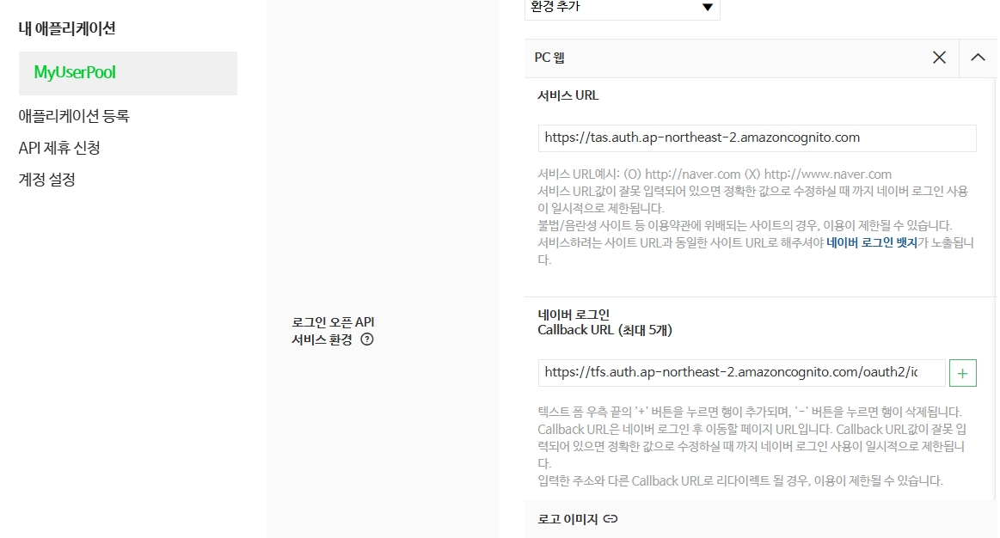 내 애플리케이션
MyUserPool
애플리케이션 등록
API 제휴 신청
계정 설정
로그인 오픈 API
서비스 환경 ?
환경 추가
PC 웹
서비스 URL
https://tas.auth.ap-northeast-2.amazoncognito.com
서비스 URL예시: (O) http://naver.com (X) http://www.naver.com
서비스 URL값이 잘못 입력되어 있으면 정확한 값으로 수정하실 때 까지 네이버 로그인 사용
이 일시적으로 제한됩니다.
불법/음란성 사이트 등 이용약관에 위배되는 사이트의 경우, 이용이 제한될 수 있습니다.
서비스하려는 사이트 URL과 동일한 사이트 URL로 해주셔야 네이버 로그인 뱃지가 노출됩니
다.
네이버 로그인
Callback URL (최대 5개)
https://tfs.auth.ap-northeast-2.amazoncognito.com/oauth2/ic
텍스트 폼 우측 끝의 '+' 버튼을 누르면 행이 추가되며, '-' 버튼을 누르면 행이 삭제됩니다.
Callback URL은 네이버 로그인 후 이동할 페이지 URL입니다. Callback URL값이 잘못 입
력되어 있으면 정확한 값으로 수정하실 때 까지 네이버 로그인 사용이 일시적으로 제한됩니
다.
입력한 주소와 다른 Callback URL로 리다이렉트 될 경우, 이용이 제한될 수 있습니다.
로고 이미지